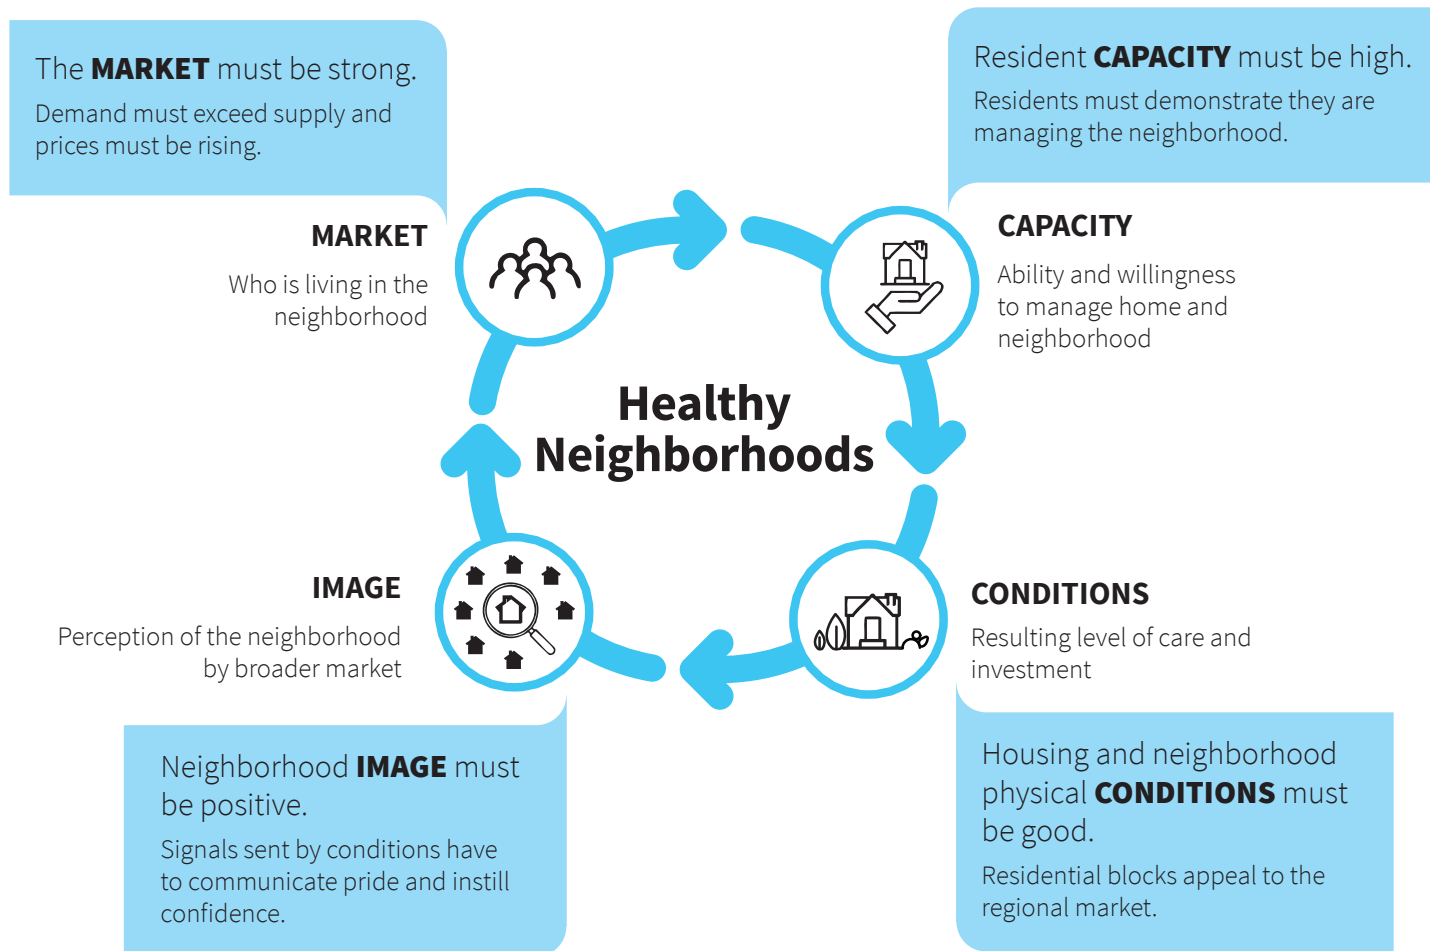 The MARKET must be strong.
Demand must exceed supply and
prices must be rising.
MARKET
Who is living in the
neighborhood
Resident CAPACITY must be high.
Residents must demonstrate they are
managing the neighborhood.
CAPACITY
Ability and willingness
to manage home and
neighborhood
Healthy
Neighborhoods
IMAGE
Perception of the neighborhood
by broader market
Neighborhood IMAGE must
be positive.
Signals sent by conditions have
to communicate pride and instill
confidence.
CONDITIONS
Resulting level of care and
investment
Housing and neighborhood
physical CONDITIONS must
be good.
Residential blocks appeal to the
regional market.